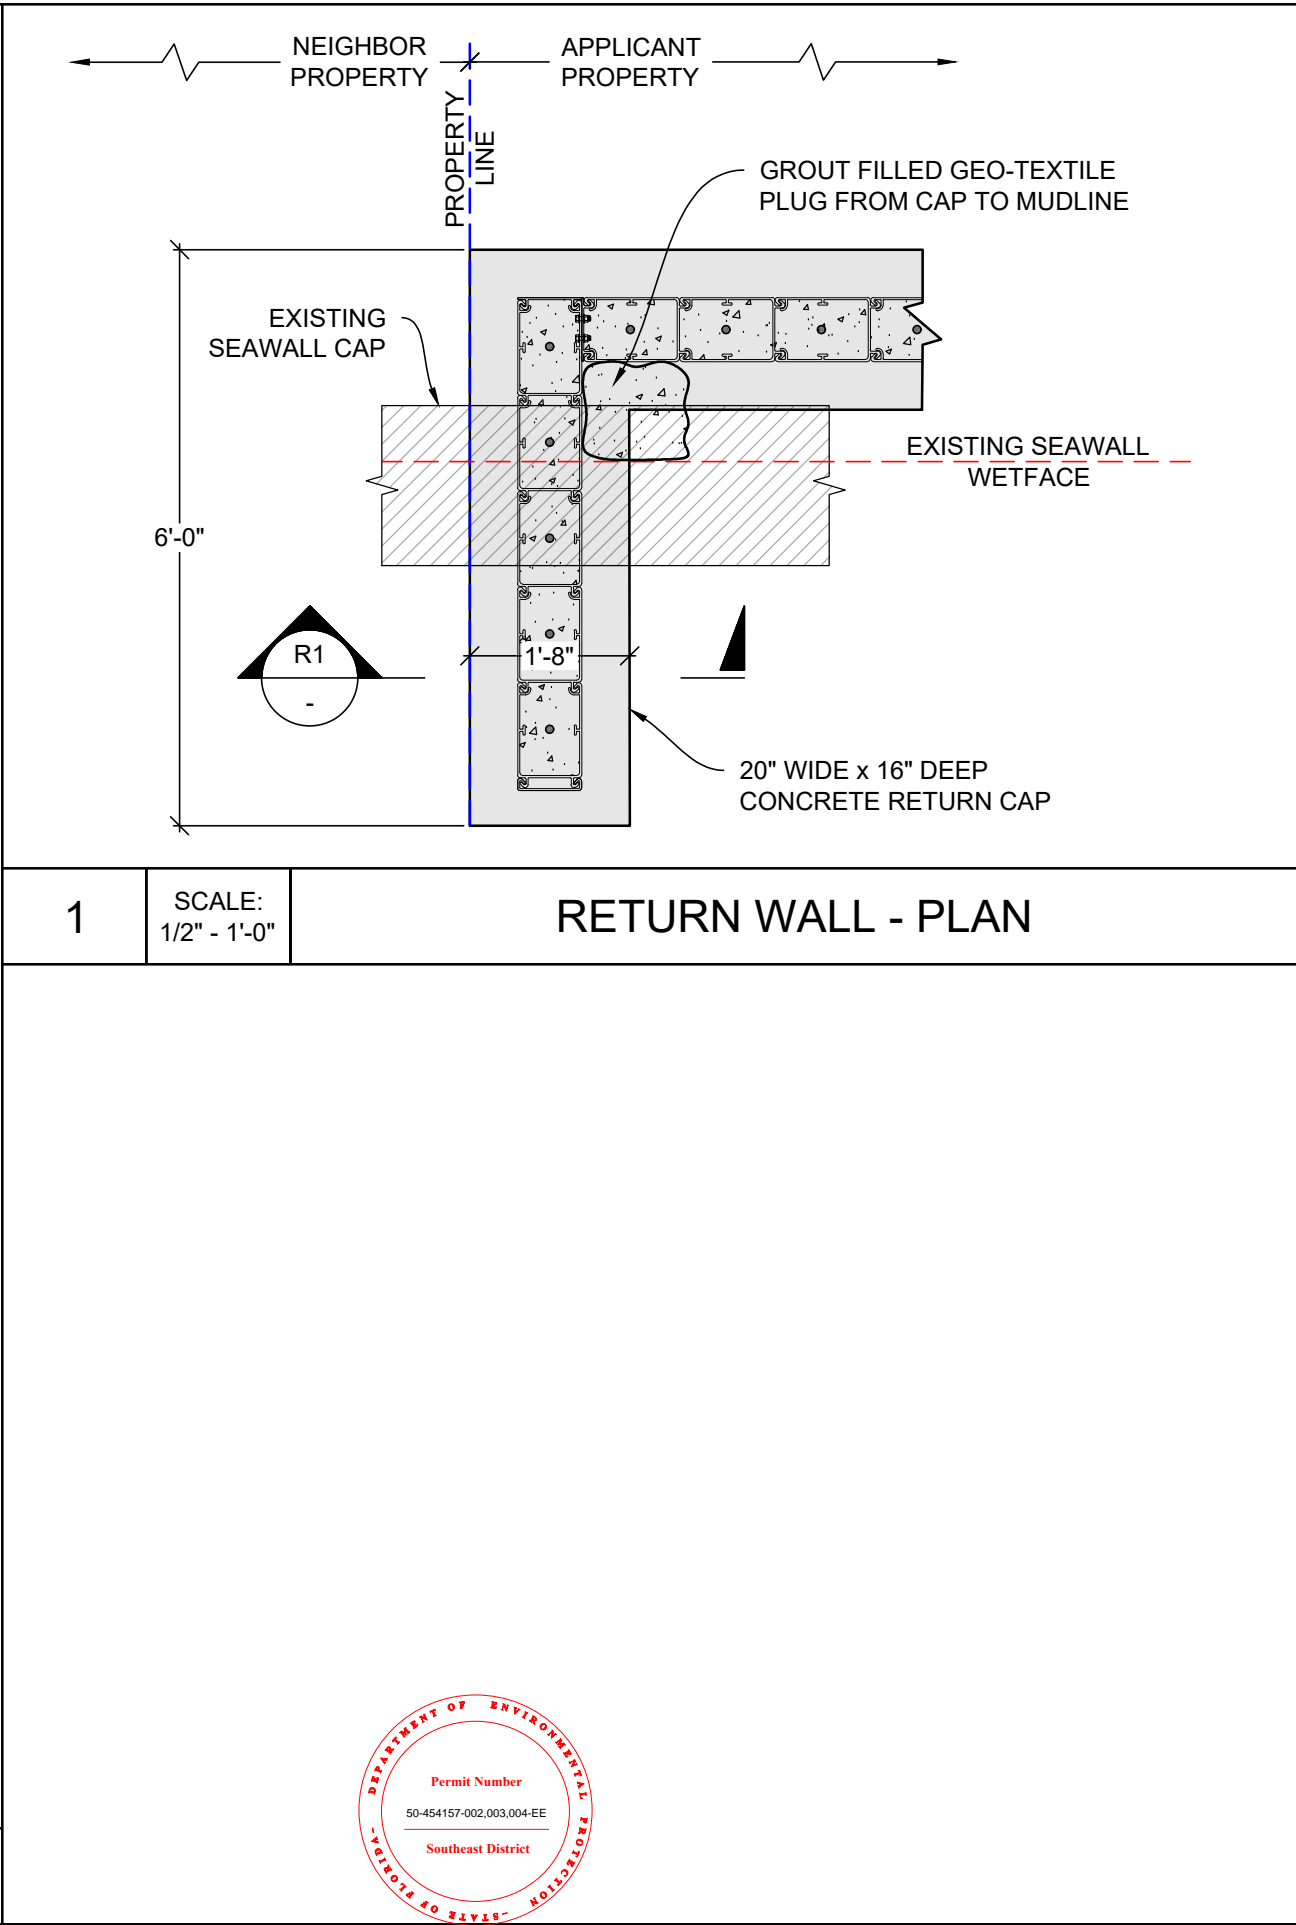 NEIGHBOR
PROPERTY
APPLICANT
PROPERTY
PROPERTY
LINE
GROUT FILLED GEO-TEXTILE
PLUG FROM CAP TO MUDLINE
EXISTING
SEAWALL CAP
EXISTING SEAWALL
WETFACE
6'-0"
R1
-
1'-8"
20" WIDE x 16" DEEP
CONCRETE RETURN CAP
1
SCALE:
1/2" - 1'-0"
RETURN WALL - PLAN
DEPARTMENT OF ENVIRONMENTAL PROTECTION
-STATE OF FLORIDA-
Permit Number
50-454157-002,003,004-EE
Southeast District